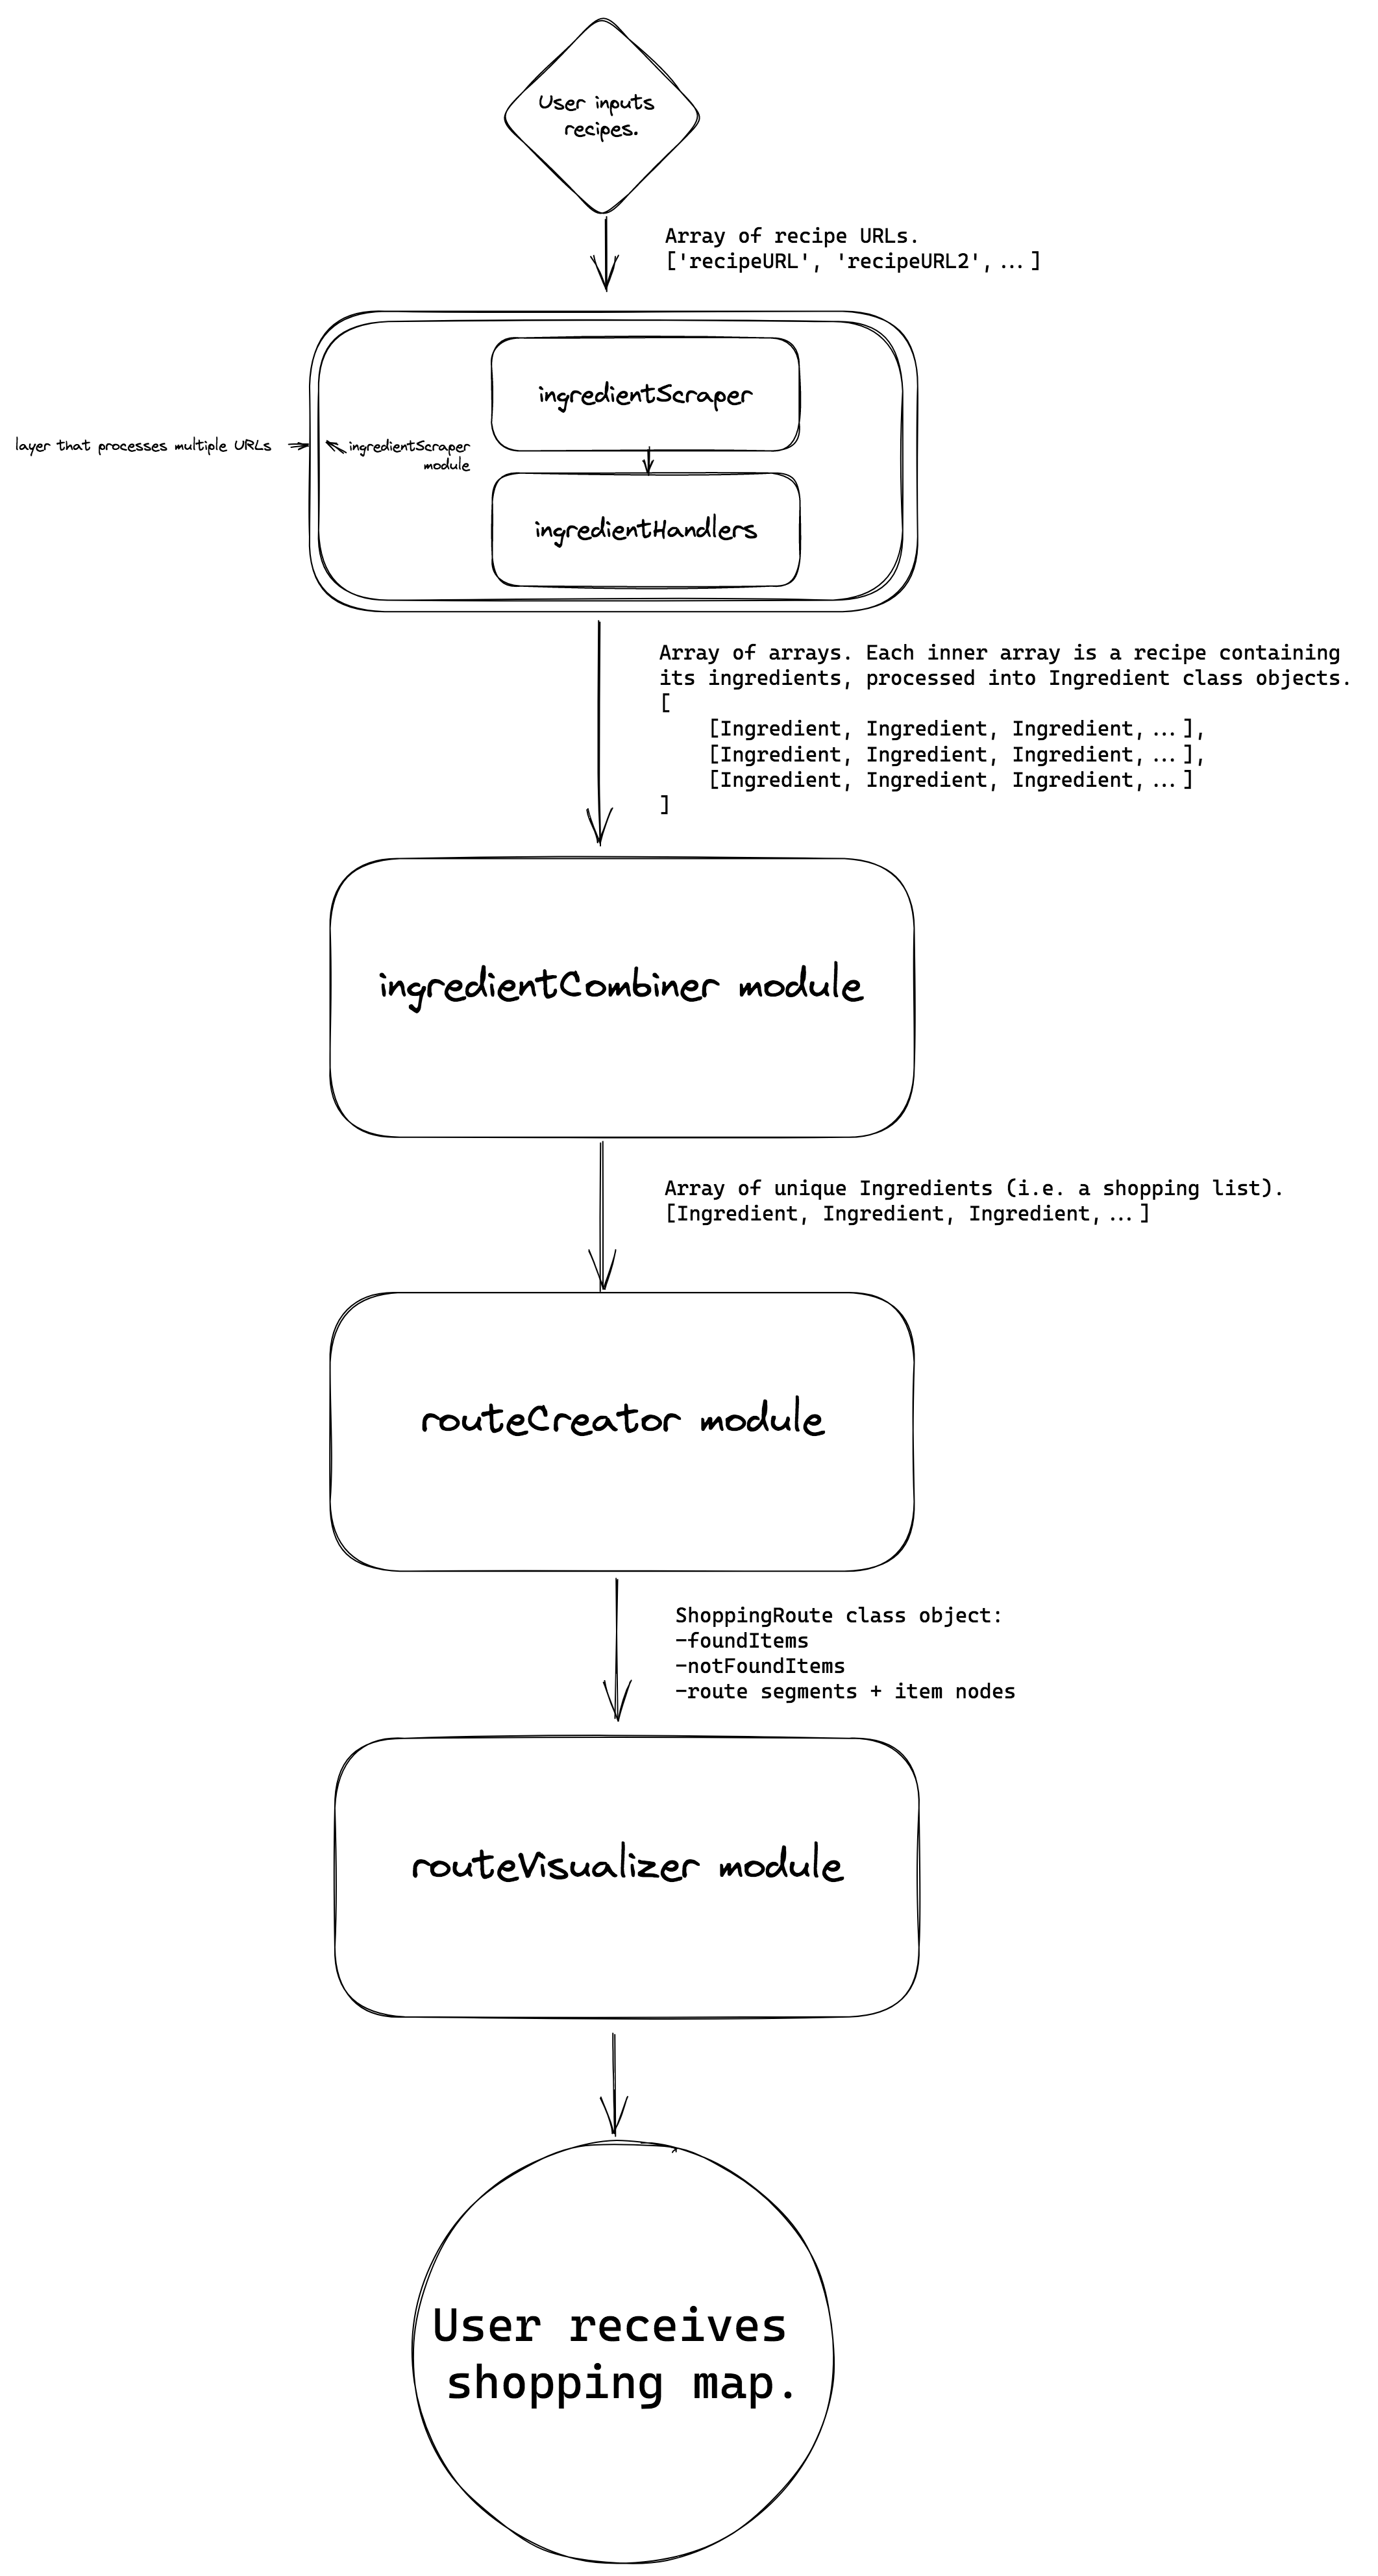 User inputs
recipes.
Array of recipe URLs.
['recipeURL', 'recipeURL2', ... ]
ingredientScraper
layer that processes multiple URLs
ingredientScraper
module
ingredientHandlers
Array of arrays. Each inner array is a recipe containing
its ingredients, processed into Ingredient class objects.
[
[Ingredient, Ingredient, Ingredient, ... ],
[Ingredient, Ingredient, Ingredient, ... ],
[Ingredient, Ingredient, Ingredient, ... ]
]
ingredientCombiner module
Array of unique Ingredients (i.e. a shopping list).
[Ingredient, Ingredient, Ingredient, ... ]
routeCreator module
ShoppingRoute class object:
-foundItems
-notFoundItems
-route segments + item nodes
routeVisualizer module
User receives
shopping map.